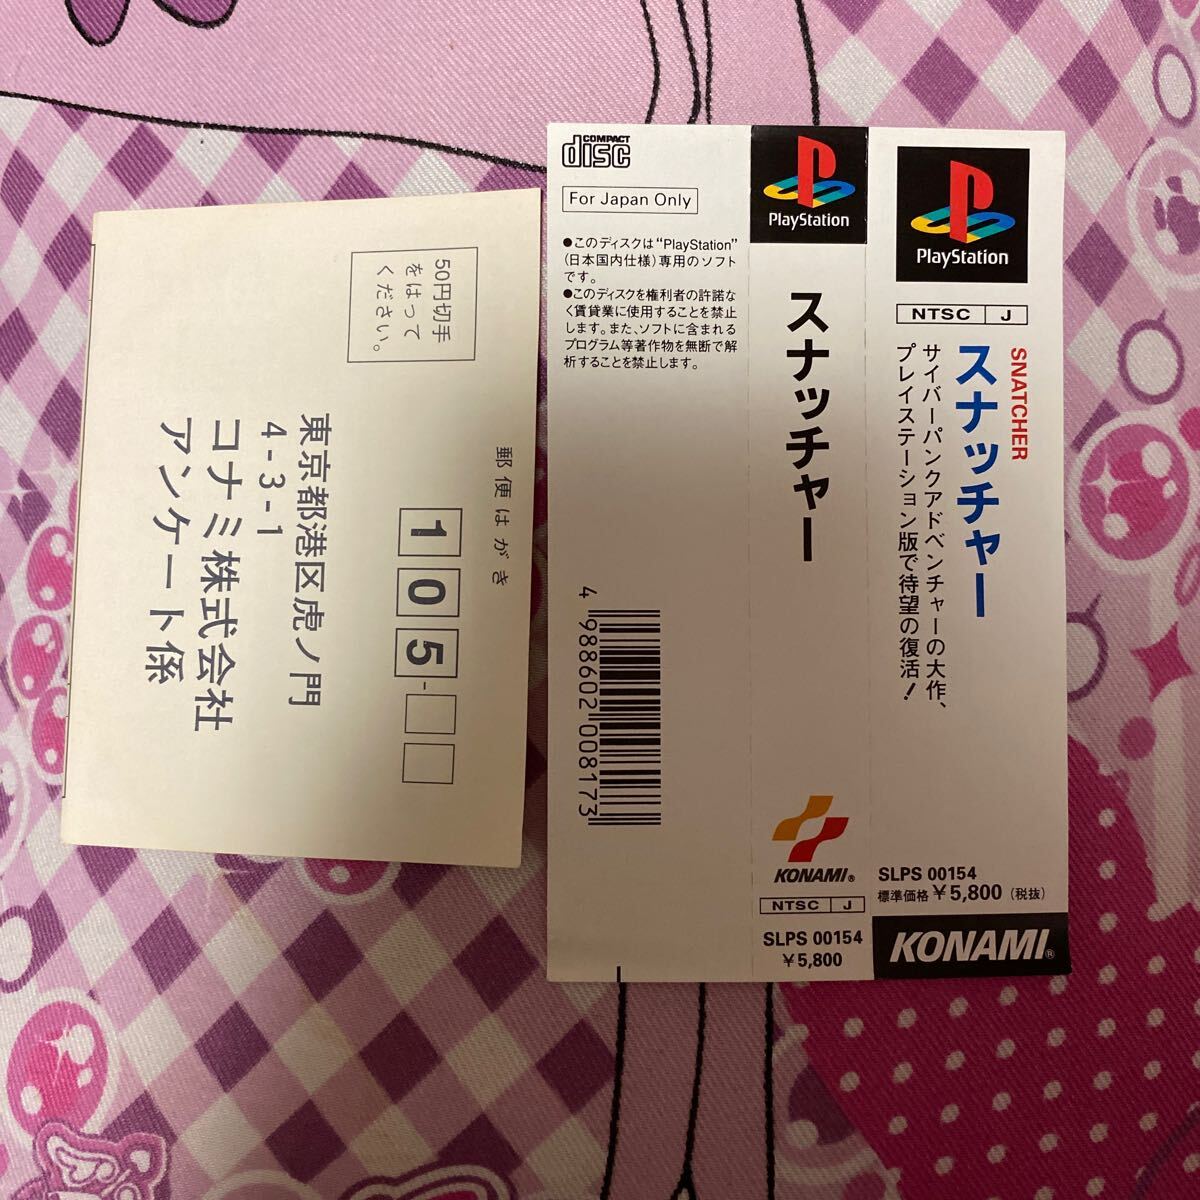 50円切手
をはって
ください。
郵便はがき
105-
東京都港区虎ノ門
4-3-1
コナミ株式会社
アンケート係
COMPACT
disc
For Japan Only
●このディスクは“PlayStation”
(日本国内仕様)専用のソフト
です。
●このディスクを権利者の許諾な
く賃貸業に使用することを禁止
します。また、ソフトに含まれる
プログラム等著作物を無断で解
析することを禁止します。
4 988602 008173
PlayStation
スナッチャー
KONAMI®
NTSC J
SLPS 00154
¥5,800
PlayStation
NTSC J
SNATCHER
スナッチャー
サイバーパンクアドベンチャーの大作、
プレイステーション版で待望の復活!
SLPS 00154
標準価格¥5,800(税抜)
KONAMI®